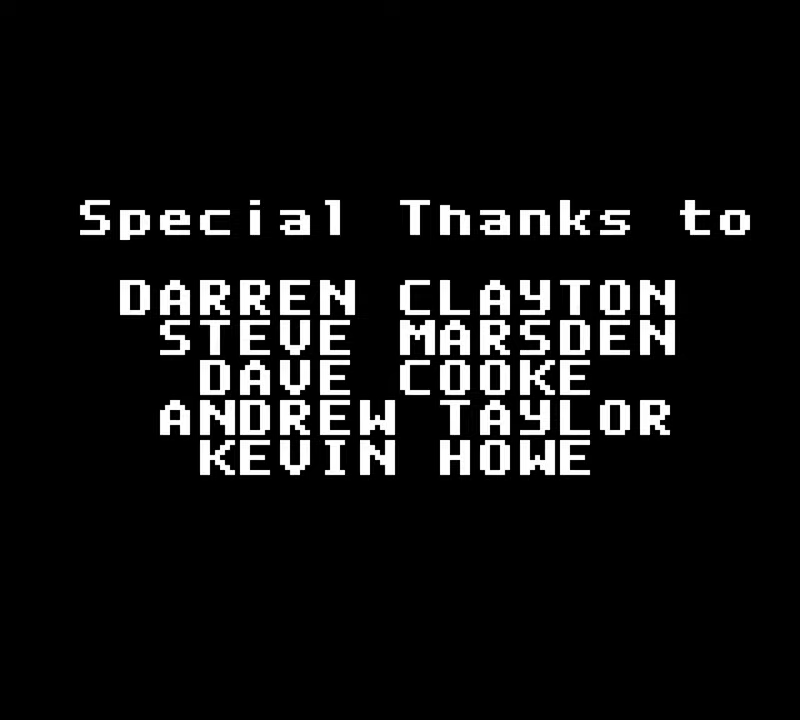 Special Thanks to
DARREN CLAYTON
STEVE MARSDEN
DAVE COOKE
ANDREW TAYLOR
KEVIN HOWE